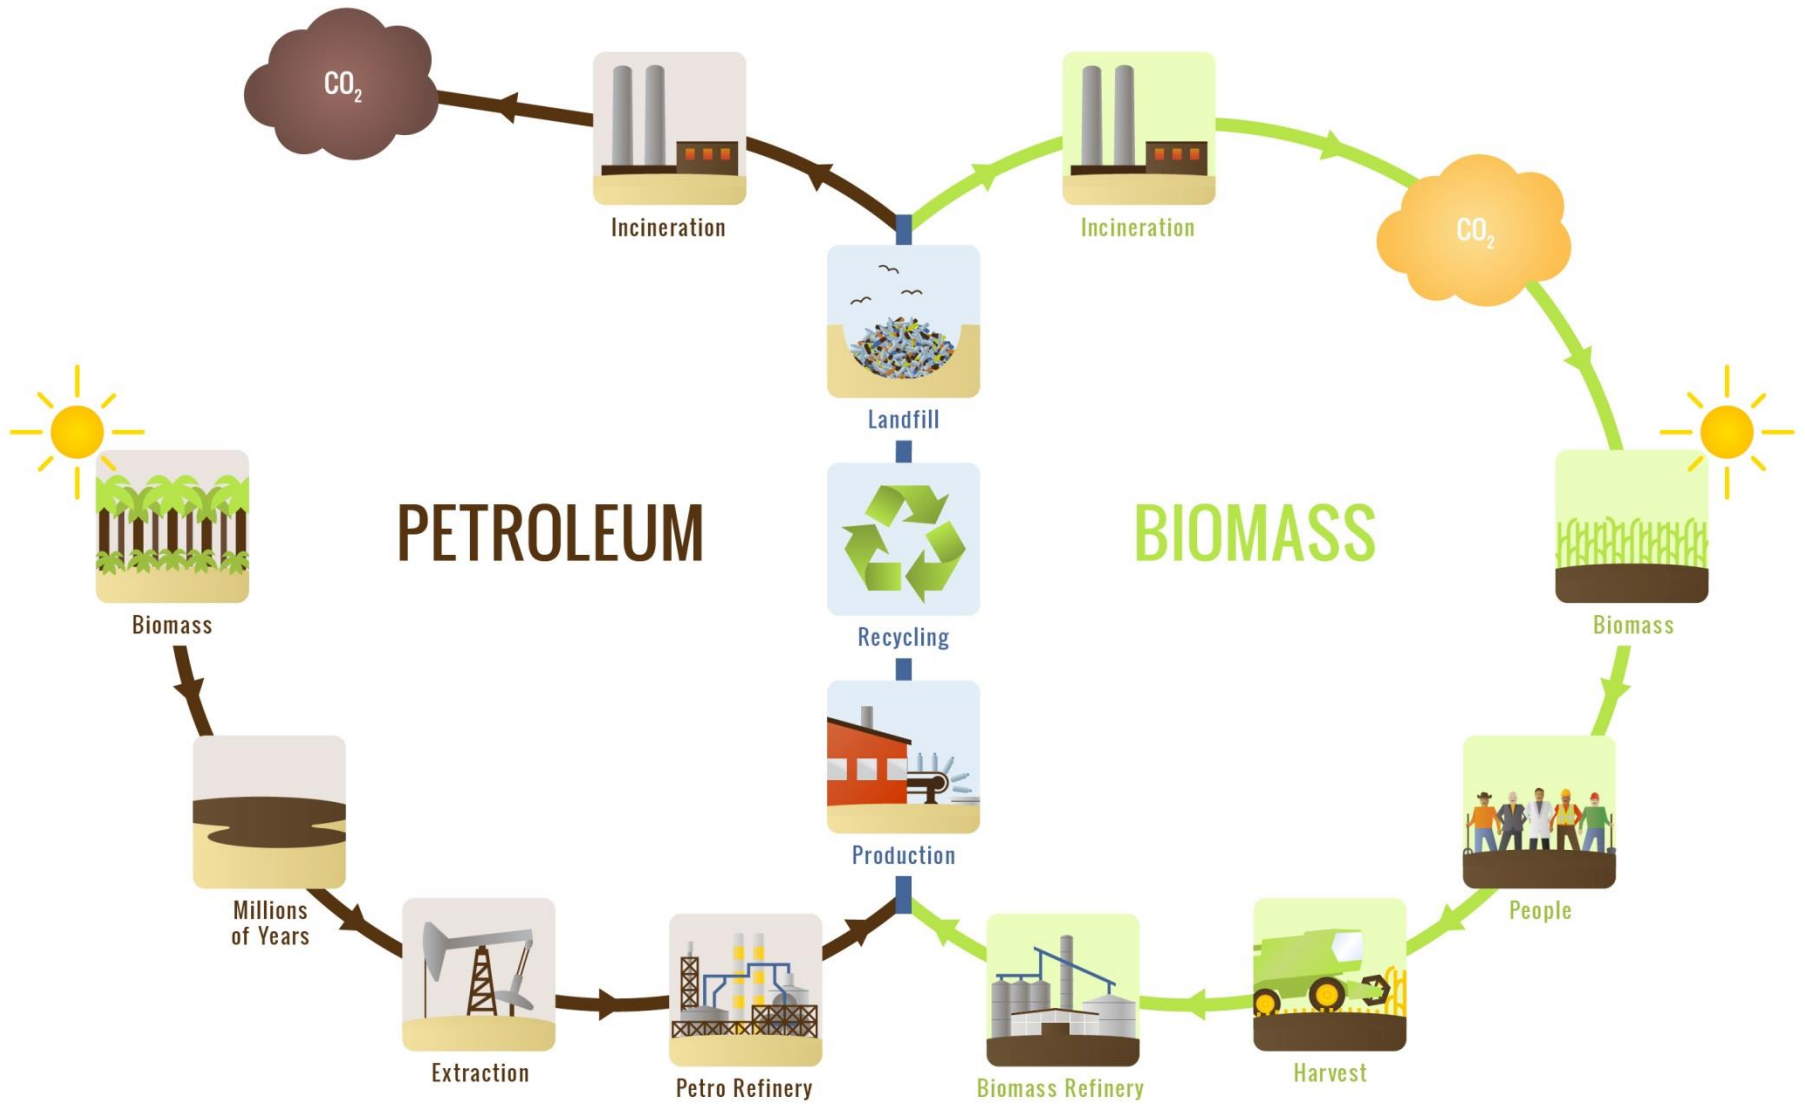 CO₂
Incineration
Incineration
CO₂
Landfill
PETROLEUM
BIOMASS
Biomass
Recycling
Biomass
Production
Millions
of Years
People
Extraction
Petro Refinery
Biomass Refinery
Harvest